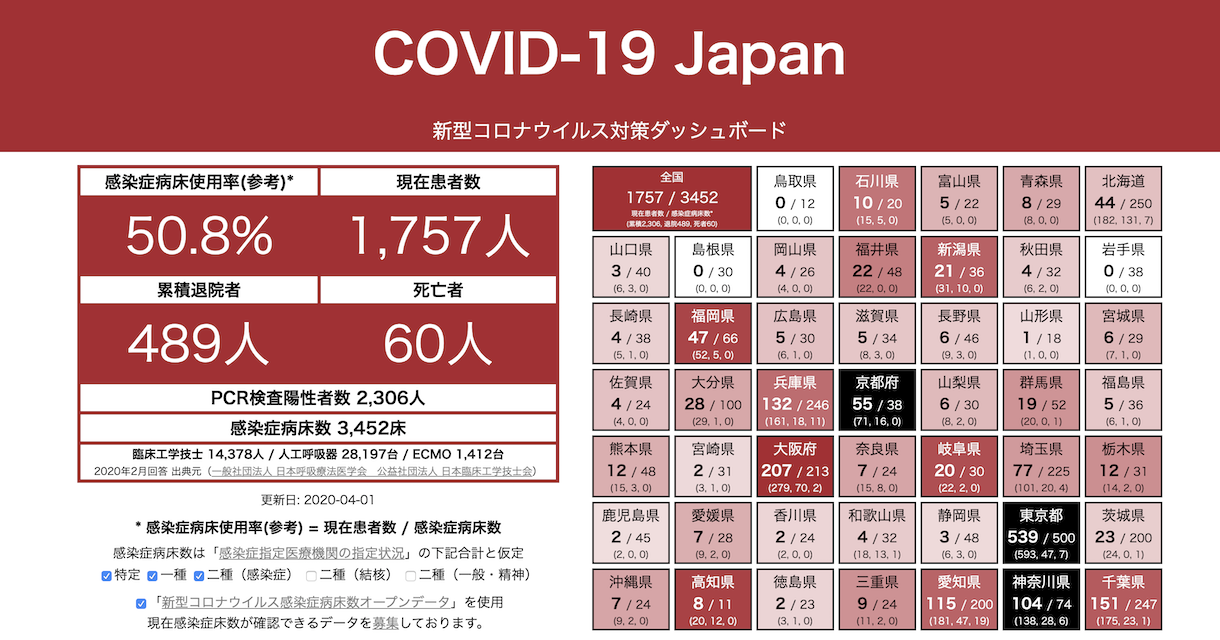 COVID-19 Japan
新型コロナウイルス対策ダッシュボード
感染症病床使用率(参考)*
現在患者数
50.8%
1,757人
累積退院者
死亡者
489人
60人
PCR検査陽性者数 2,306人
感染症病床数 3,452床
臨床工学技士 14,378人 / 人工呼吸器 28,197台 / ECMO 1,412台
2020年2月回答 出典元（一般社団法人 日本呼吸療法医学会　公益社団法人 日本臨床工学技士会）
更新日: 2020-04-01
* 感染症病床使用率(参考) = 現在患者数 / 感染症病床数
感染症病床数は「感染症指定医療機関の指定状況」の下記合計と仮定
特定 一種 二種（感染症） 二種（結核） 二種（一般・精神）
「新型コロナウイルス感染症病床数オープンデータ」を使用
現在感染症病床数が確認できるデータを募集しております。
全国
1757 / 3452
現在患者数 / 感染症病床数*
(累積2,306, 退院489, 死者60)
鳥取県
0 / 12
(0, 0, 0)
石川県
10 / 20
(15, 5, 0)
富山県
5 / 22
(5, 0, 0)
青森県
8 / 29
(8, 0, 0)
北海道
44 / 250
(182, 131, 7)
山口県
3 / 40
(6, 3, 0)
島根県
0 / 30
(0, 0, 0)
岡山県
4 / 26
(4, 0, 0)
福井県
22 / 48
(22, 0, 0)
新潟県
21 / 36
(31, 10, 0)
秋田県
4 / 32
(6, 2, 0)
岩手県
0 / 38
(0, 0, 0)
長崎県
4 / 38
(5, 1, 0)
福岡県
47 / 66
(52, 5, 0)
広島県
5 / 30
(6, 1, 0)
滋賀県
5 / 34
(8, 3, 0)
長野県
6 / 46
(9, 3, 0)
山形県
1 / 18
(1, 0, 0)
宮城県
6 / 29
(7, 1, 0)
佐賀県
4 / 24
(4, 0, 0)
大分県
28 / 100
(29, 1, 0)
兵庫県
132 / 246
(161, 18, 11)
京都府
55 / 38
(71, 16, 0)
山梨県
6 / 30
(8, 2, 0)
群馬県
19 / 52
(20, 0, 1)
福島県
5 / 36
(6, 1, 0)
熊本県
12 / 48
(15, 3, 0)
宮崎県
2 / 31
(3, 1, 0)
大阪府
207 / 213
(279, 70, 2)
奈良県
7 / 24
(15, 8, 0)
岐阜県
20 / 30
(22, 2, 0)
埼玉県
77 / 225
(101, 20, 4)
栃木県
12 / 31
(14, 2, 0)
鹿児島県
2 / 45
(2, 0, 0)
愛媛県
7 / 28
(9, 2, 0)
香川県
2 / 24
(2, 0, 0)
和歌山県
4 / 32
(18, 13, 1)
静岡県
3 / 48
(6, 3, 0)
東京都
539 / 500
(593, 47, 7)
茨城県
23 / 200
(24, 0, 1)
沖縄県
7 / 24
(9, 2, 0)
高知県
8 / 11
(20, 12, 0)
徳島県
2 / 23
(3, 1, 0)
三重県
9 / 24
(11, 2, 0)
愛知県
115 / 200
(181, 47, 19)
神奈川県
104 / 74
(138, 28, 6)
千葉県
151 / 247
(175, 23, 1)